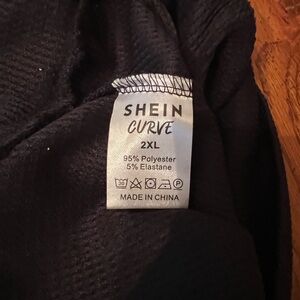 SHEIN
CURVE
2XL
95% Polyester
5% Elastane
MADE IN CHINA